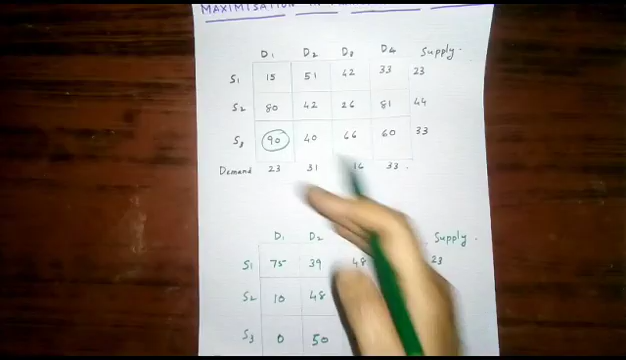 MAXIMISATION IN
D1 D2 D3 D4 Supply
S1 15 51 42 33 23
S2 80 42 26 81 44
S3 90 40 66 60 33
Demand 23 31 16 33
D1 D2 Supply
S1 75 39 48 23
S2 10 48
S3 0 50